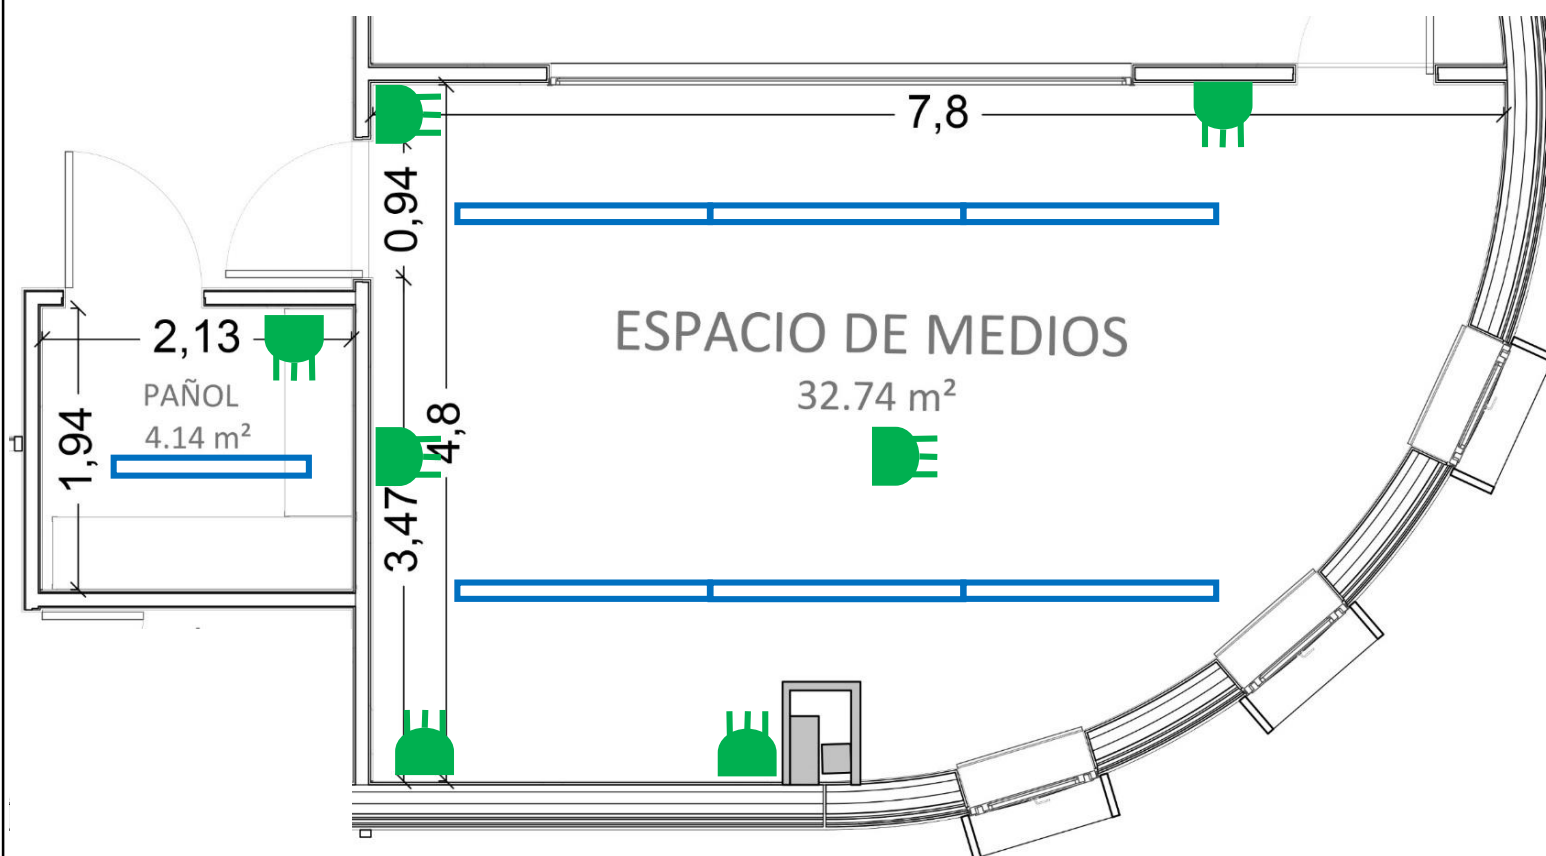 7,8
0,94
ESPACIO DE MEDIOS
32.74 m²
2,13
PAÑOL
4.14 m²
1,94
4,8
3,47